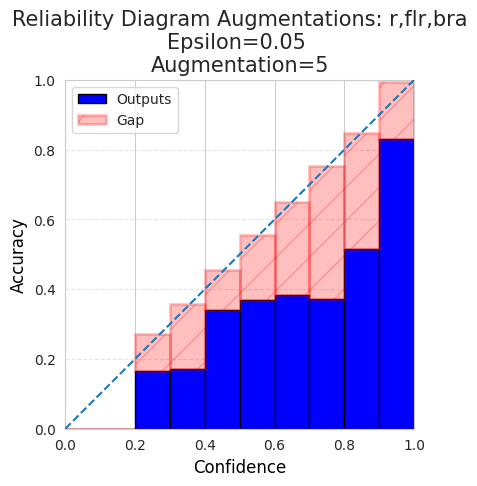 Reliability Diagram Augmentations: r,flr,bra
Epsilon=0.05
Augmentation=5
Outputs
Gap
Accuracy
1.0
0.8
0.6
0.4
0.2
0.0
0.0 0.2 0.4 0.6 0.8 1.0
Confidence